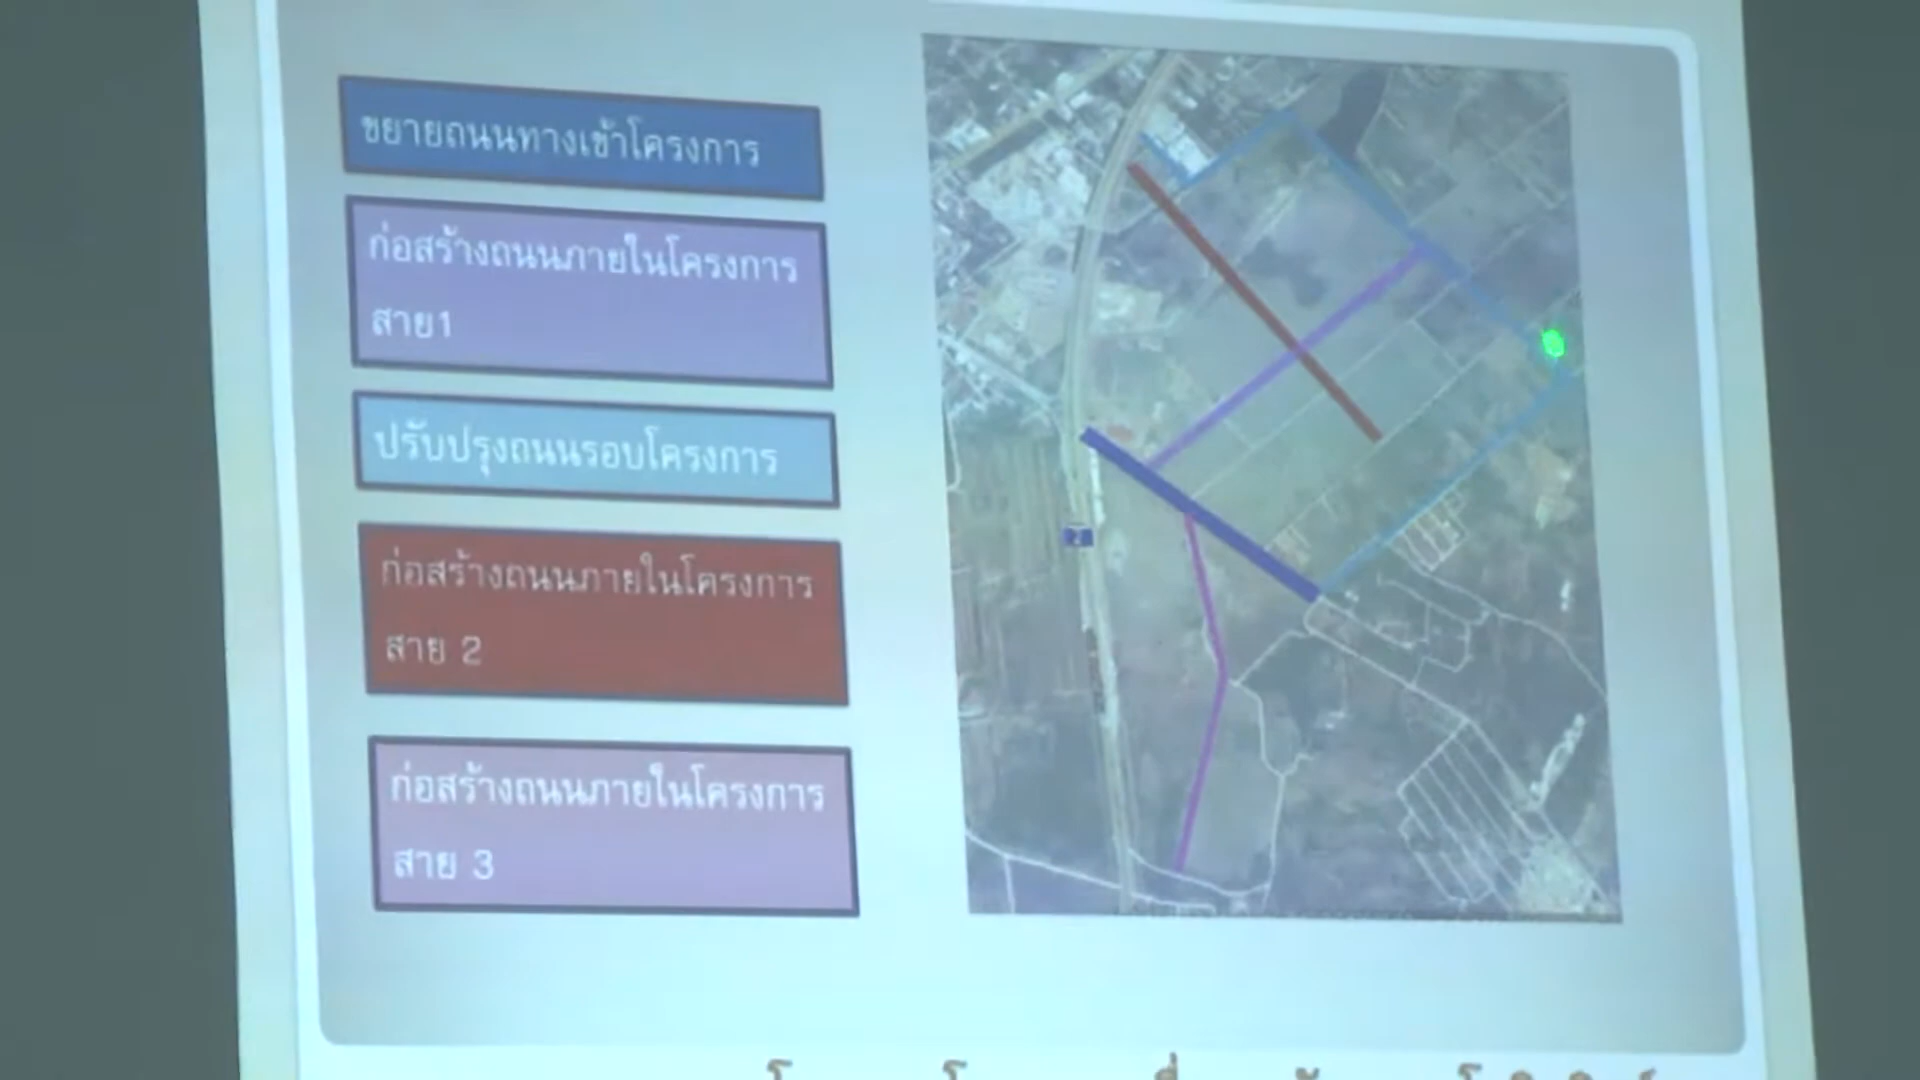 ขยายถนนทางเข้าโครงการ
ก่อสร้างถนนภายในโครงการ
สาย1
ปรับปรุงถนนรอบโครงการ
ก่อสร้างถนนภายในโครงการ
สาย 2
ก่อสร้างถนนภายในโครงการ
สาย 3
2